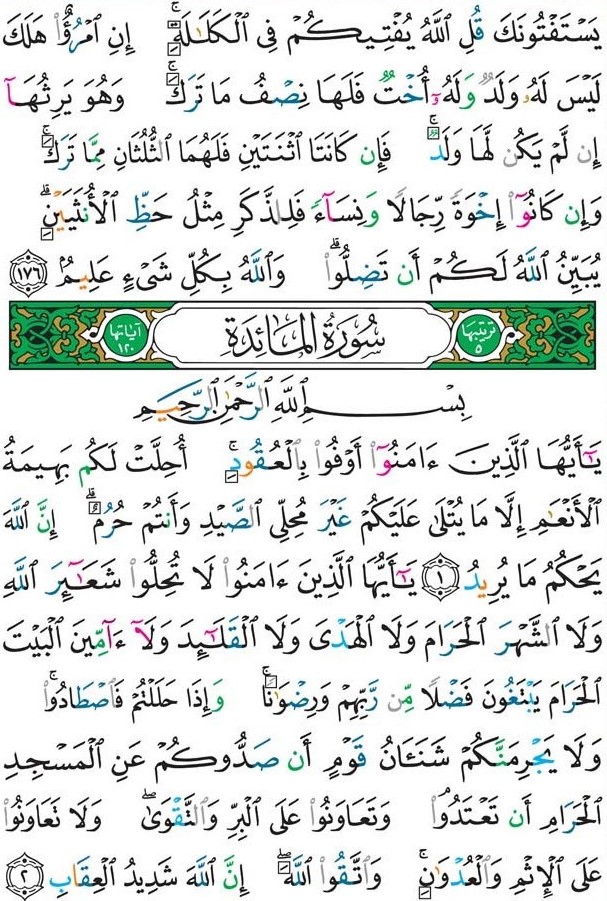 يَسْتَفْتُونَكَ قُلِ ٱللَّهُ يُفْتِيكُمْ فِى ٱلْكَلَٰلَةِ ۚ إِنِ ٱمْرُؤٌا۟ هَلَكَ
لَيْسَ لَهُۥ وَلَدٌ وَلَهُۥٓ أُخْتٌ فَلَهَا نِصْفُ مَا تَرَكَ ۚ وَهُوَ يَرِثُهَآ
إِن لَّمْ يَكُن لَّهَا وَلَدٌ ۚ فَإِن كَانَتَا ٱثْنَتَيْنِ فَلَهُمَا ٱلثُّلُثَانِ مِمَّا تَرَكَ ۚ
وَإِن كَانُوٓا۟ إِخْوَةً رِّجَالًا وَنِسَآءً فَلِلذَّكَرِ مِثْلُ حَظِّ ٱلْأُنثَيَيْنِ ۗ
يُبَيِّنُ ٱللَّهُ لَكُمْ أَن تَضِلُّوا۟ ۗ وَٱللَّهُ بِكُلِّ شَىْءٍ عَلِيمٌۢ ١٧٦
ترتيبها ٥ سُورَةُ المَائِدَةِ آياتها ١٢٠
بِسْمِ ٱللَّهِ ٱلرَّحْمَٰنِ ٱلرَّحِيمِ
يَٰٓأَيُّهَا ٱلَّذِينَ ءَامَنُوٓا۟ أَوْفُوا۟ بِٱلْعُقُودِ ۚ أُحِلَّتْ لَكُم بَهِيمَةُ
ٱلْأَنْعَٰمِ إِلَّا مَا يُتْلَىٰ عَلَيْكُمْ غَيْرَ مُحِلِّى ٱلصَّيْدِ وَأَنتُمْ حُرُمٌ ۗ إِنَّ ٱللَّهَ
يَحْكُمُ مَا يُرِيدُ ١ يَٰٓأَيُّهَا ٱلَّذِينَ ءَامَنُوا۟ لَا تُحِلُّوا۟ شَعَٰٓئِرَ ٱللَّهِ
وَلَا ٱلشَّهْرَ ٱلْحَرَامَ وَلَا ٱلْهَدْىَ وَلَا ٱلْقَلَٰٓئِدَ وَلَآ ءَآمِّينَ ٱلْبَيْتَ
ٱلْحَرَامَ يَبْتَغُونَ فَضْلًا مِّن رَّبِّهِمْ وَرِضْوَٰنًا ۚ وَإِذَا حَلَلْتُمْ فَٱصْطَادُوا۟ ۚ
وَلَا يَجْرِمَنَّكُمْ شَنَـَٔانُ قَوْمٍ أَن صَدُّوكُمْ عَنِ ٱلْمَسْجِدِ
ٱلْحَرَامِ أَن تَعْتَدُوا۟ ۘ وَتَعَاوَنُوا۟ عَلَى ٱلْبِرِّ وَٱلتَّقْوَىٰ ۖ وَلَا تَعَاوَنُوا۟
عَلَى ٱلْإِثْمِ وَٱلْعُدْوَٰنِ ۚ وَٱتَّقُوا۟ ٱللَّهَ ۖ إِنَّ ٱللَّهَ شَدِيدُ ٱلْعِقَابِ ٢